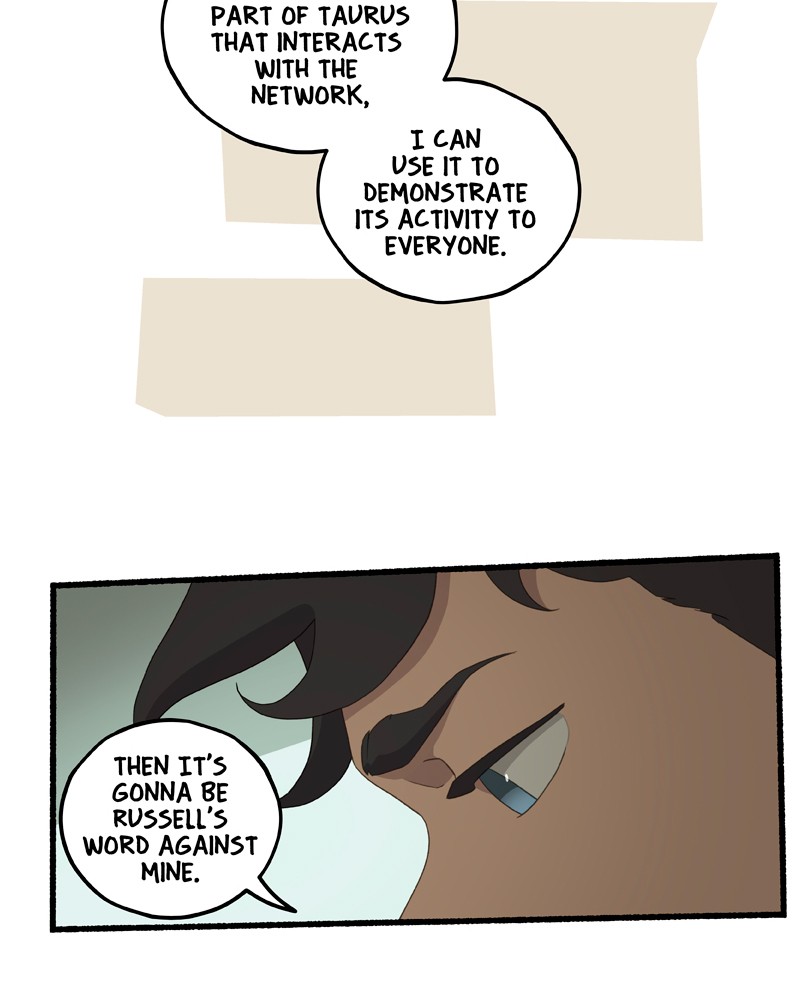 PART OF TAURUS
THAT INTERACTS
WITH THE
NETWORK,
I CAN
USE IT TO
DEMONSTRATE
ITS ACTIVITY TO
EVERYONE.
THEN IT'S
GONNA BE
RUSSELL'S
WORD AGAINST
MINE.